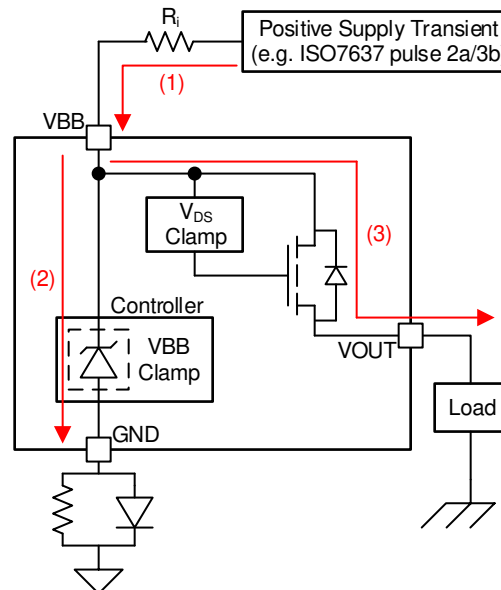 Positive Supply Transient
(e.g. ISO7637 pulse 2a/3b)
Ri
(1)
VBB
VDS
Clamp
(3)
(2)
Controller
VBB
Clamp
VOUT
GND
Load